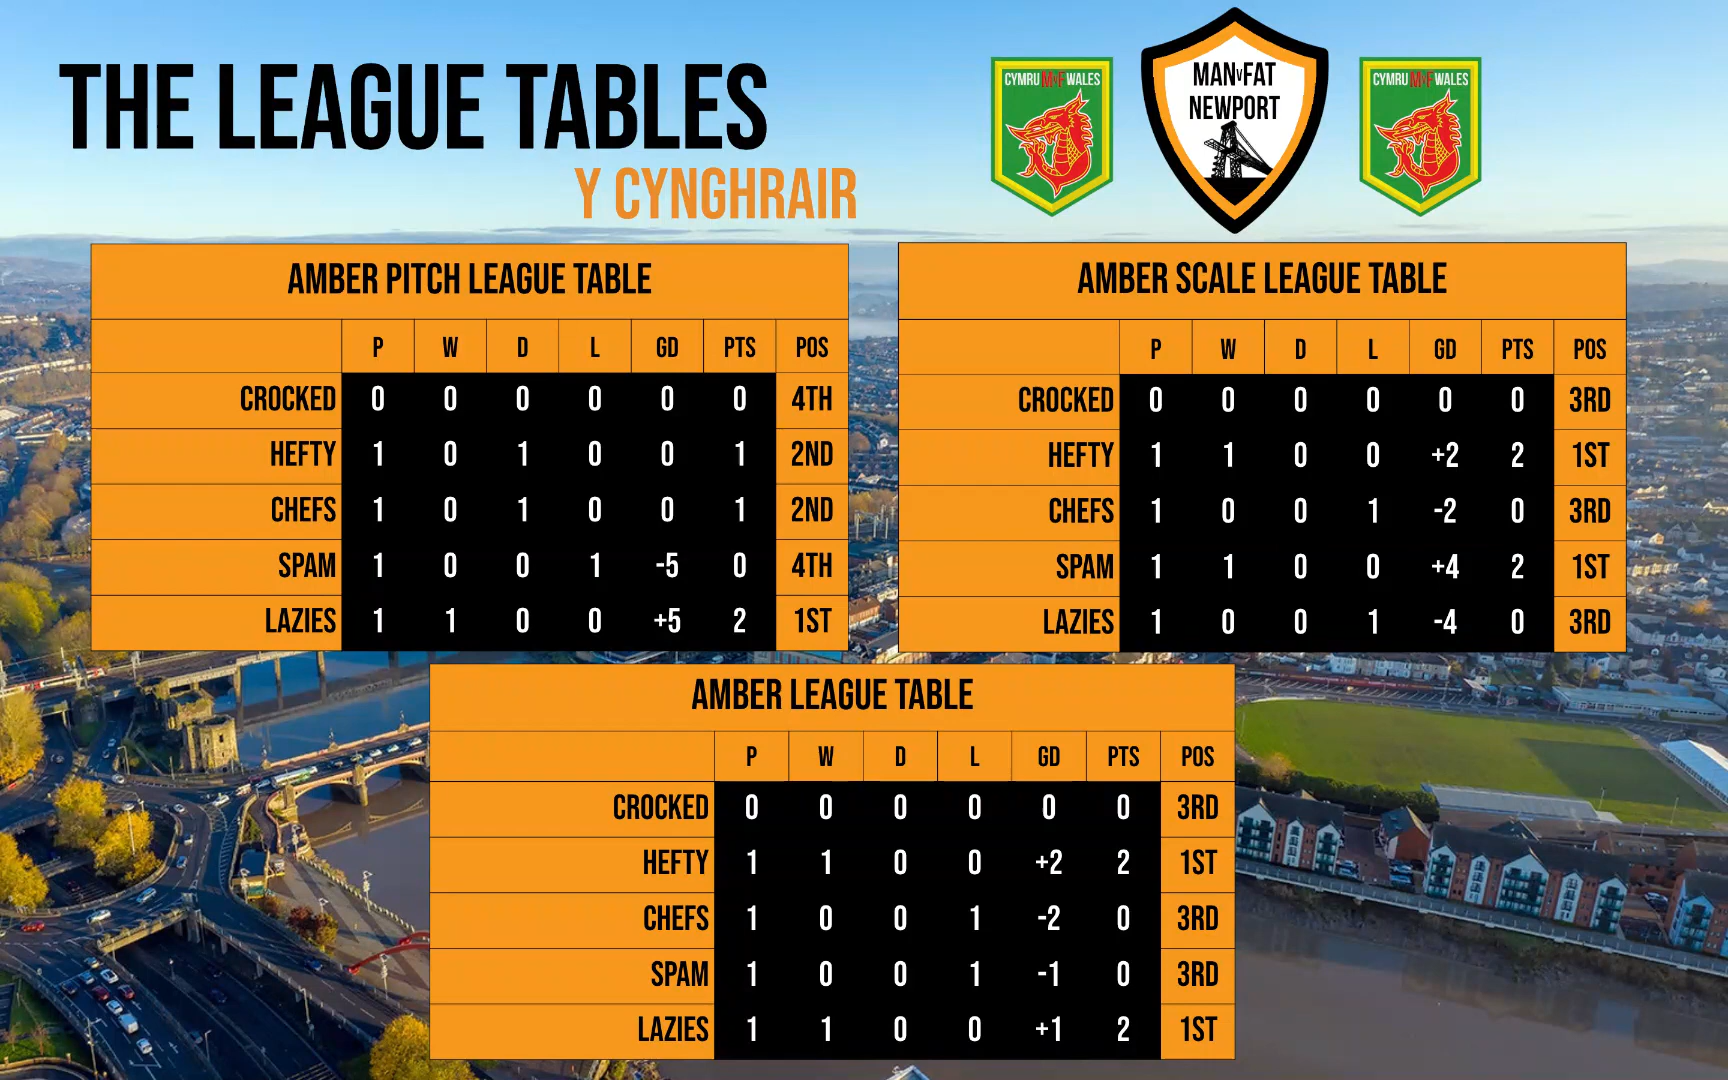 THE LEAGUE TABLES
Y CYNGHRAIR
CYMRU MvF WALES
MANvFAT
NEWPORT
CYMRU MvF WALES
AMBER PITCH LEAGUE TABLE
P W D L GD PTS POS
CROCKED 0 0 0 0 0 0 4TH
HEFTY 1 0 1 0 0 1 2ND
CHEFS 1 0 1 0 0 1 2ND
SPAM 1 0 0 1 -5 0 4TH
LAZIES 1 1 0 0 +5 2 1ST
AMBER SCALE LEAGUE TABLE
P W D L GD PTS POS
CROCKED 0 0 0 0 0 0 3RD
HEFTY 1 1 0 0 +2 2 1ST
CHEFS 1 0 0 1 -2 0 3RD
SPAM 1 1 0 0 +4 2 1ST
LAZIES 1 0 0 1 -4 0 3RD
AMBER LEAGUE TABLE
P W D L GD PTS POS
CROCKED 0 0 0 0 0 0 3RD
HEFTY 1 1 0 0 +2 2 1ST
CHEFS 1 0 0 1 -2 0 3RD
SPAM 1 0 0 1 -1 0 3RD
LAZIES 1 1 0 0 +1 2 1ST